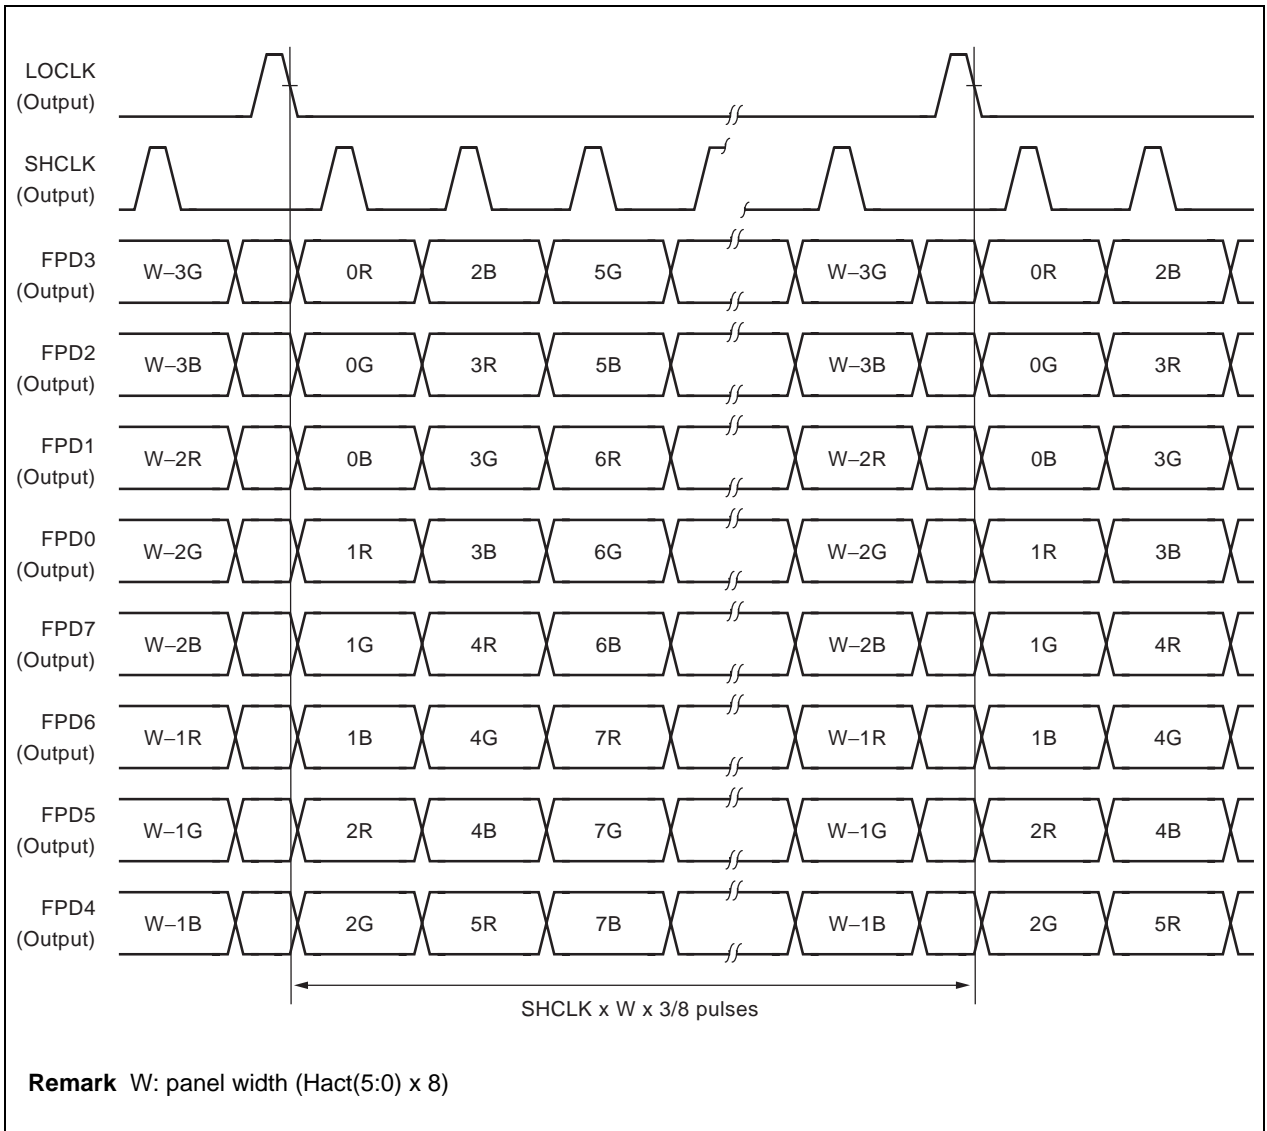 LOCLK
(Output)
SHCLK
(Output)
FPD3
(Output)
W–3G 0R 2B 5G W–3G 0R 2B
FPD2
(Output)
W–3B 0G 3R 5B W–3B 0G 3R
FPD1
(Output)
W–2R 0B 3G 6R W–2R 0B 3G
FPD0
(Output)
W–2G 1R 3B 6G W–2G 1R 3B
FPD7
(Output)
W–2B 1G 4R 6B W–2B 1G 4R
FPD6
(Output)
W–1R 1B 4G 7R W–1R 1B 4G
FPD5
(Output)
W–1G 2R 4B 7G W–1G 2R 4B
FPD4
(Output)
W–1B 2G 5R 7B W–1B 2G 5R
SHCLK x W x 3/8 pulses
Remark W: panel width (Hact(5:0) x 8)